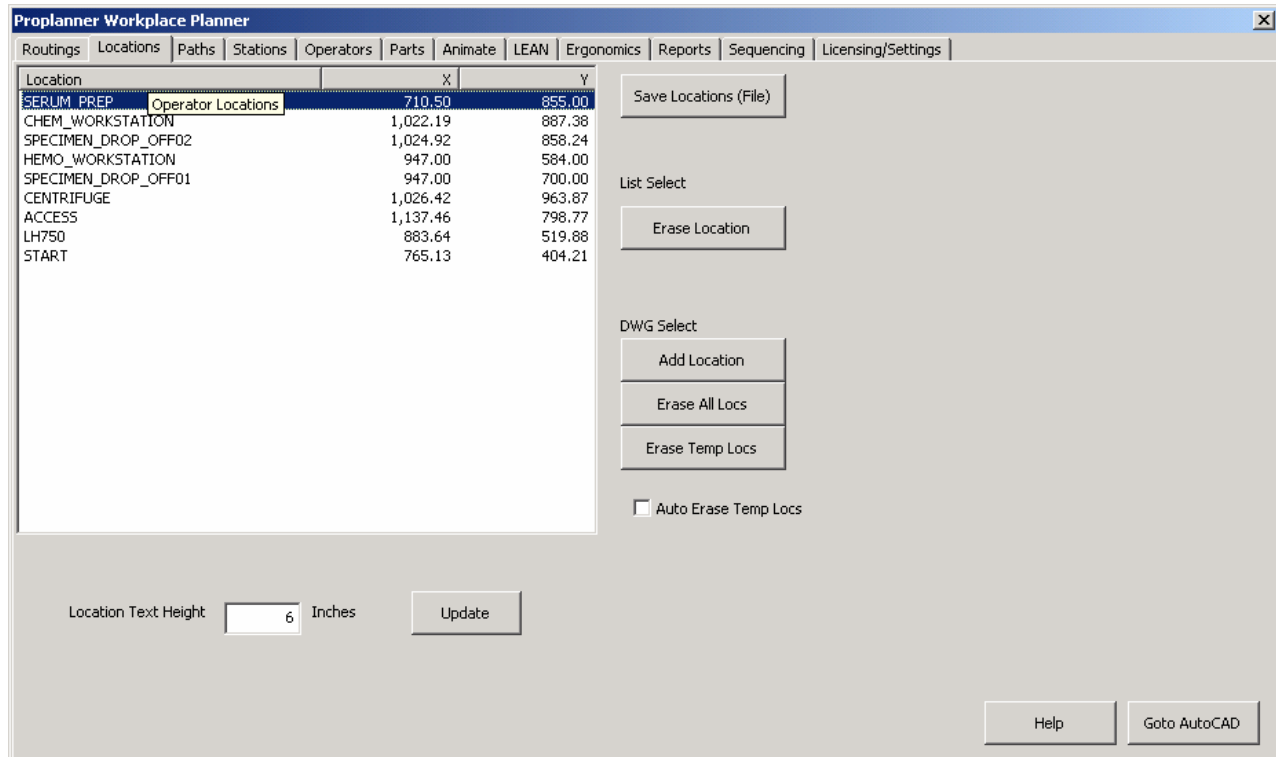 Proplanner Workplace Planner
Routings Locations Paths Stations Operators Parts Animate LEAN Ergonomics Reports Sequencing Licensing/Settings
Location X Y
SERUM_PREP 710.50 855.00
Operator Locations
CHEM_WORKSTATION 1,022.19 887.38
SPECIMEN_DROP_OFF02 1,024.92 858.24
HEMO_WORKSTATION 947.00 584.00
SPECIMEN_DROP_OFF01 947.00 700.00
CENTRIFUGE 1,026.42 963.87
ACCESS 1,137.46 798.77
LH750 883.64 519.88
START 765.13 404.21
Save Locations (File)
List Select
Erase Location
DWG Select
Add Location
Erase All Locs
Erase Temp Locs
Auto Erase Temp Locs
Location Text Height 6 Inches Update
Help Goto AutoCAD